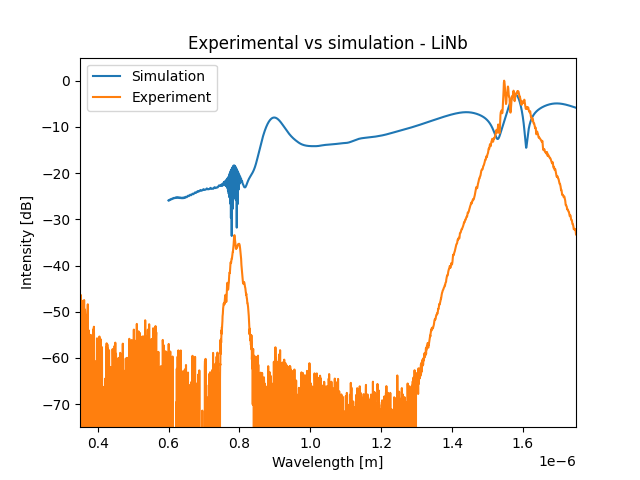 Experimental vs simulation - LiNb
Simulation
Experiment
Intensity [dB]
0
−10
−20
−30
−40
−50
−60
−70
0.4 0.6 0.8 1.0 1.2 1.4 1.6
1e−6
Wavelength [m]